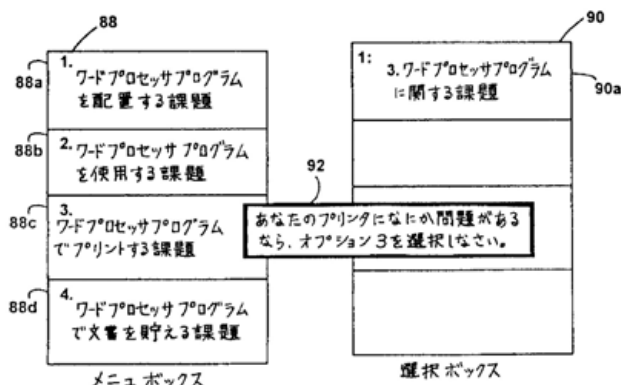 88
88a
1.
ワードプロセッサプログラム
を配置する課題
88b
2.
ワードプロセッサプログラム
を使用する課題
88c
3.
ワードプロセッサプログラム
でプリントする課題
88d
4.
ワードプロセッサプログラム
で文書を貯える課題
メニューボックス
90
1:
3.ワードプロセッサプログラム
に関する課題
90a
92
あなたのプリンタになにか問題がある
なら、オプション3を選択しなさい。
選択ボックス